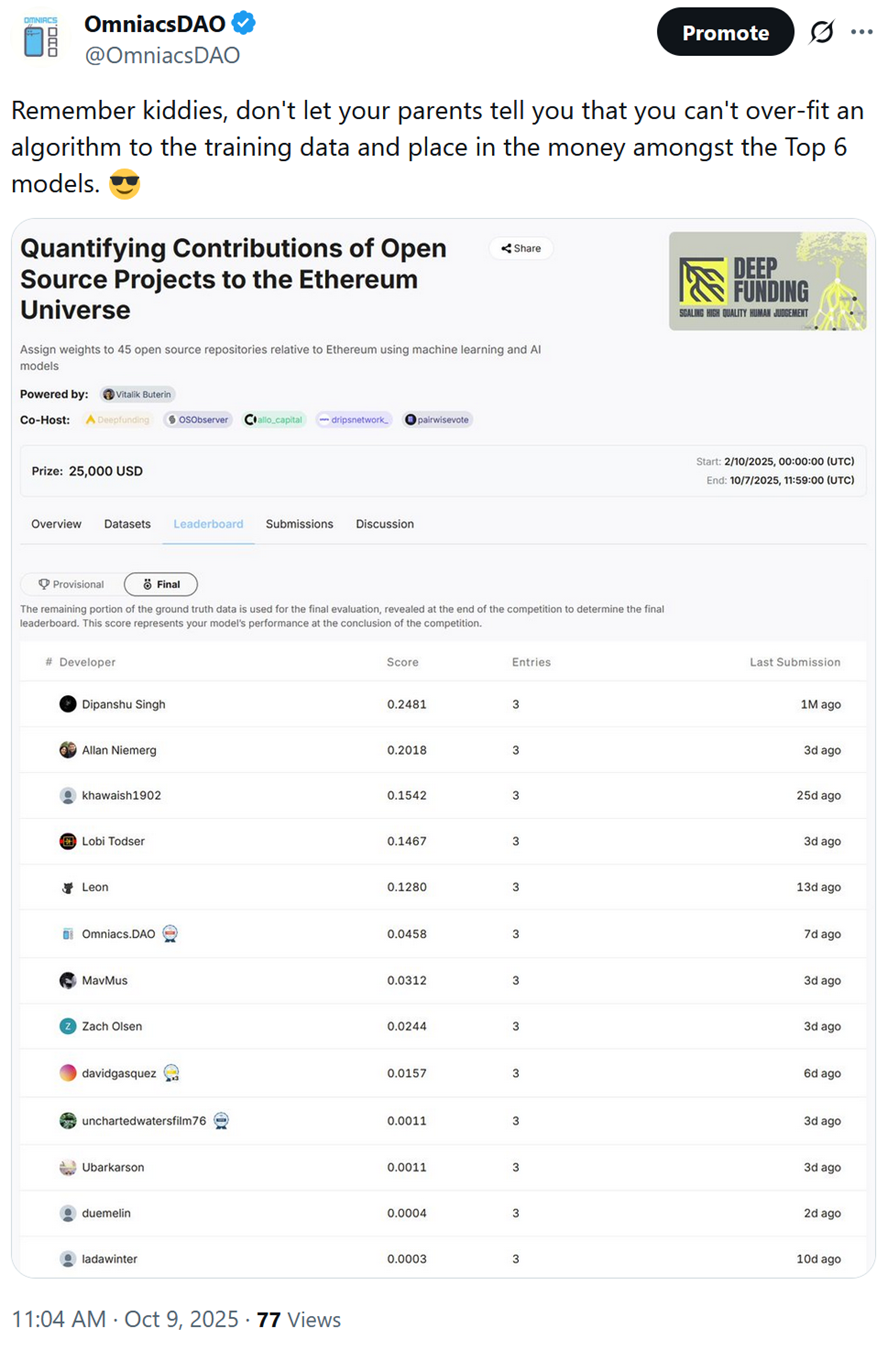 OMNIACS
DAO
OmniacsDAO
@OmniacsDAO
Promote
Remember kiddies, don't let your parents tell you that you can't over-fit an
algorithm to the training data and place in the money amongst the Top 6
models. 😎
Quantifying Contributions of Open
Source Projects to the Ethereum
Universe
Share
DEEP
FUNDING
SCALING HIGH QUALITY HUMAN JUDGEMENT
Assign weights to 45 open source repositories relative to Ethereum using machine learning and AI
models
Powered by: Vitalik Buterin
Co-Host: Deepfunding OSObserver allo_capital dripsnetwork_ pairwisevote
Prize: 25,000 USD
Start: 2/10/2025, 00:00:00 (UTC)
End: 10/7/2025, 11:59:00 (UTC)
Overview Datasets Leaderboard Submissions Discussion
Provisional Final
The remaining portion of the ground truth data is used for the final evaluation, revealed at the end of the competition to determine the final
leaderboard. This score represents your model's performance at the conclusion of the competition.
# Developer Score Entries Last Submission
Dipanshu Singh 0.2481 3 1M ago
Allan Niemerg 0.2018 3 3d ago
khawaish1902 0.1542 3 25d ago
Lobi Todser 0.1467 3 3d ago
Leon 0.1280 3 13d ago
Omniacs.DAO 0.0458 3 7d ago
MavMus 0.0312 3 3d ago
Z Zach Olsen 0.0244 3 3d ago
davidgasquez x3 0.0157 3 6d ago
unchartedwatersfilm76 0.0011 3 3d ago
Ubarkarson 0.0011 3 3d ago
duemelin 0.0004 3 2d ago
ladawinter 0.0003 3 10d ago
11:04 AM · Oct 9, 2025 · 77 Views